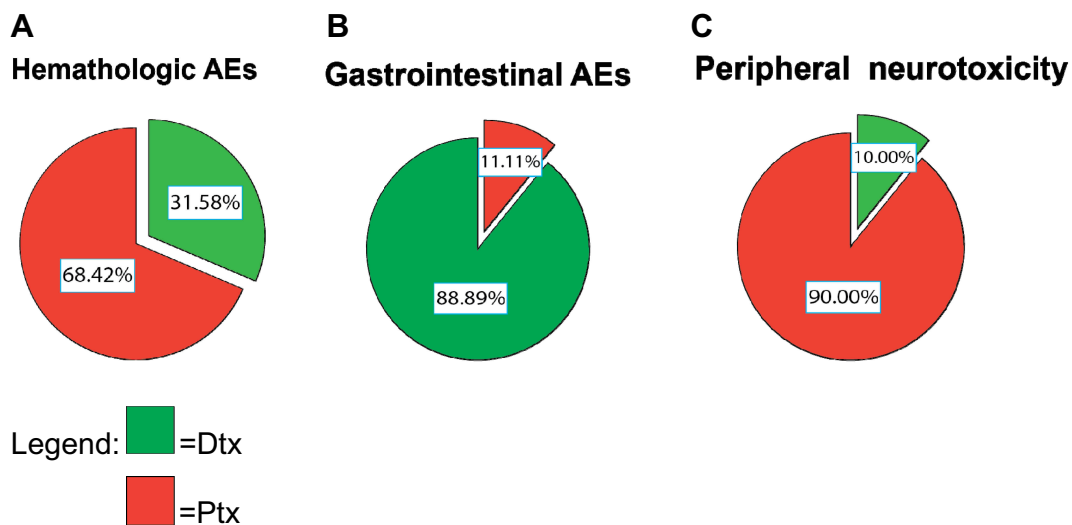 A
Hemathologic AEs
31.58%
68.42%
B
Gastrointestinal AEs
11.11%
88.89%
C
Peripheral neurotoxicity
10.00%
90.00%
Legend: =Dtx
=Ptx